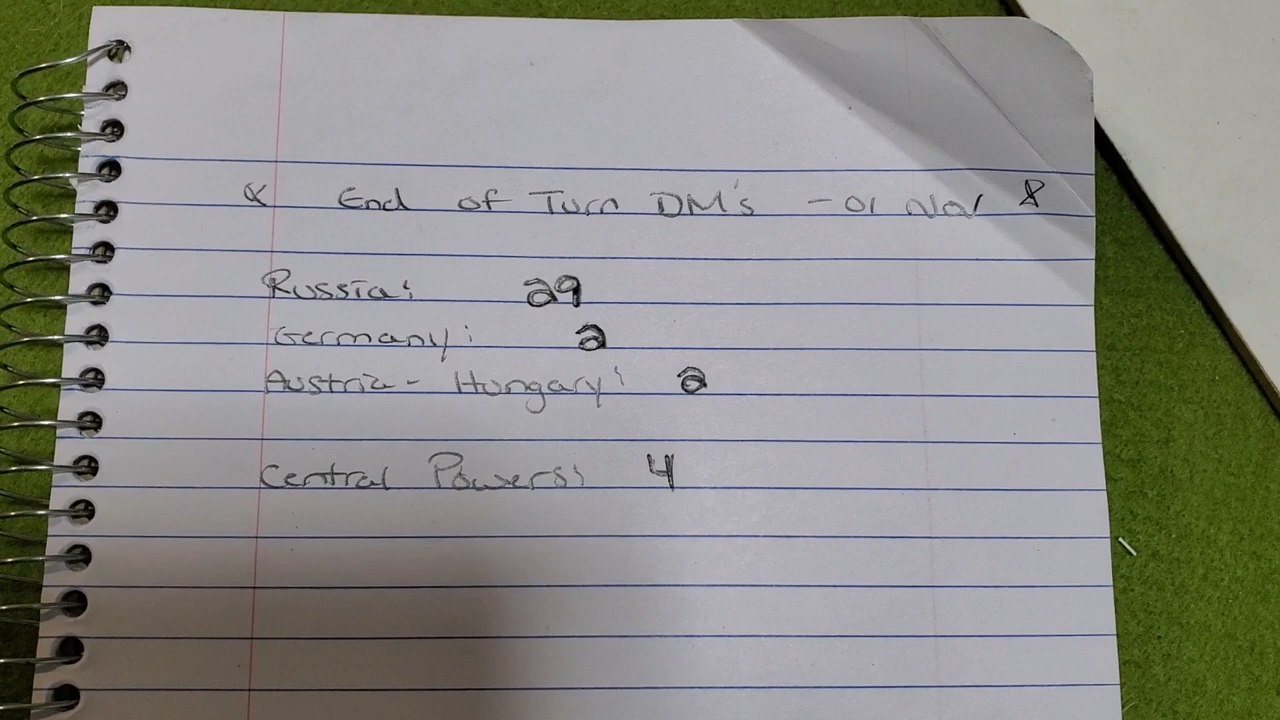 End of Turn DM's - 01 Nov
Russia: 29
Germany: 2
Austria- Hungary: 2
Central Powers: 4